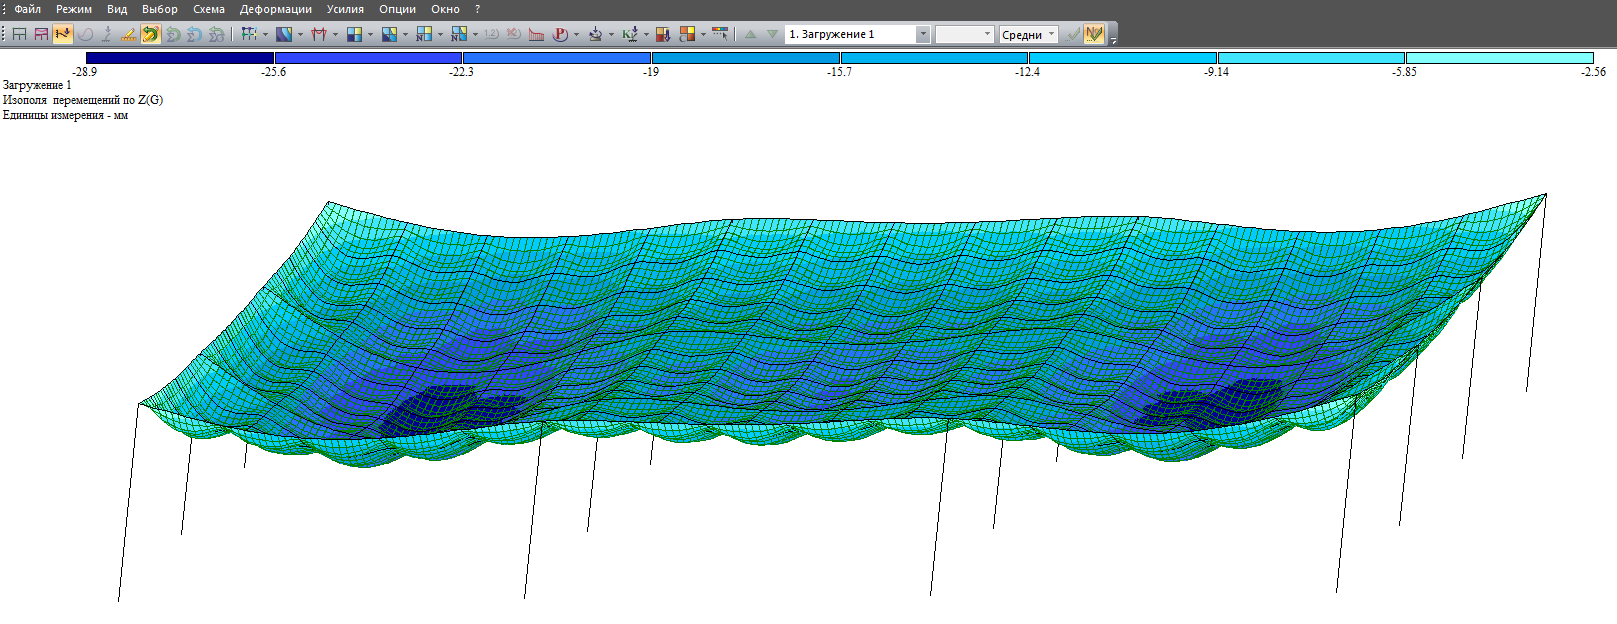 Файл Режим Вид Выбор Схема Деформации Усилия Опции Окно ?
1. Загружение 1 Средни
-28.9 -25.6 -22.3 -19 -15.7 -12.4 -9.14 -5.85 -2.56
Загружение 1
Изополя перемещений по Z(G)
Единицы измерения - мм